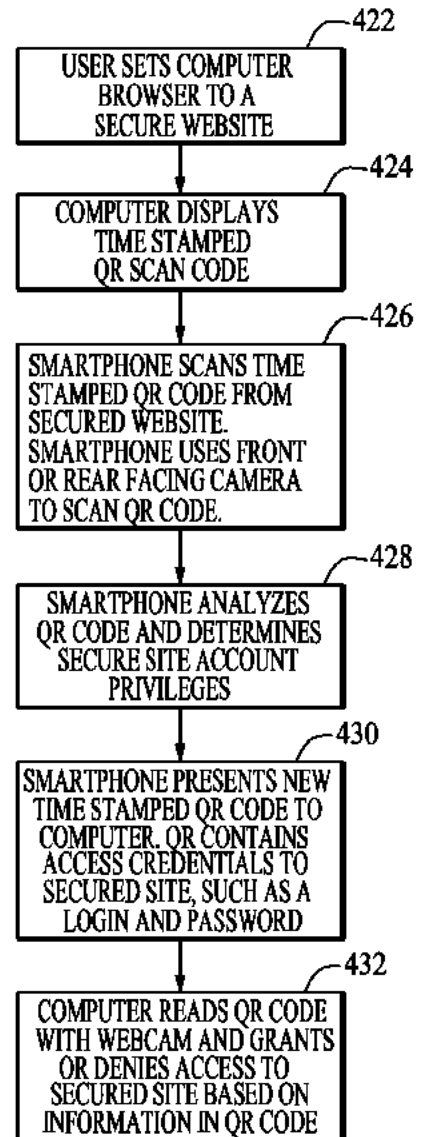 422
USER SETS COMPUTER
BROWSER TO A
SECURE WEBSITE
424
COMPUTER DISPLAYS
TIME STAMPED
QR SCAN CODE
426
SMARTPHONE SCANS TIME
STAMPED QR CODE FROM
SECURED WEBSITE.
SMARTPHONE USES FRONT
OR REAR FACING CAMERA
TO SCAN QR CODE.
428
SMARTPHONE ANALYZES
QR CODE AND DETERMINES
SECURE SITE ACCOUNT
PRIVILEGES
430
SMARTPHONE PRESENTS NEW
TIME STAMPED QR CODE TO
COMPUTER. QR CONTAINS
ACCESS CREDENTIALS TO
SECURED SITE, SUCH AS A
LOGIN AND PASSWORD
432
COMPUTER READS QR CODE
WITH WEBCAM AND GRANTS
OR DENIES ACCESS TO
SECURED SITE BASED ON
INFORMATION IN QR CODE